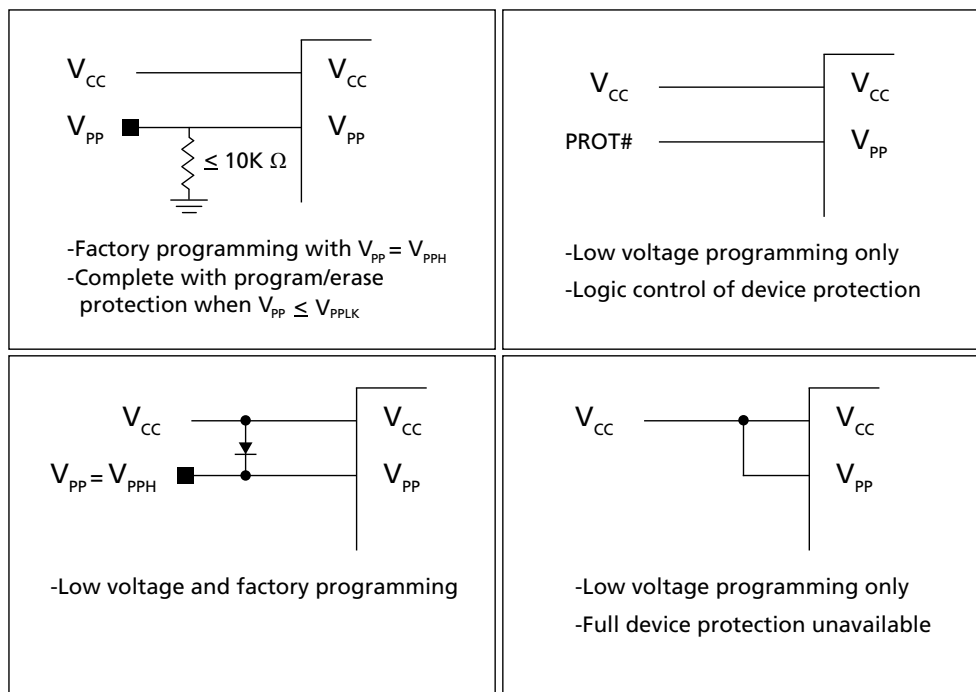 V_CC V_CC
V_PP V_PP
≤ 10K Ω
-Factory programming with V_PP = V_PPH
-Complete with program/erase
protection when V_PP ≤ V_PPLK
V_CC V_CC
PROT# V_PP
-Low voltage programming only
-Logic control of device protection
V_CC V_CC
V_PP = V_PPH V_PP
-Low voltage and factory programming
V_CC V_CC
V_PP
-Low voltage programming only
-Full device protection unavailable